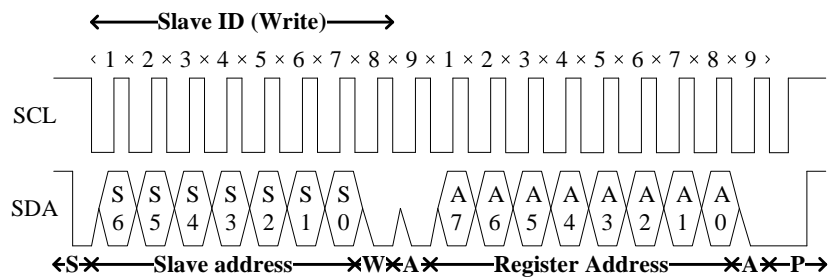 Slave ID (Write)
1 × 2 × 3 × 4 × 5 × 6 × 7 × 8 × 9 × 1 × 2 × 3 × 4 × 5 × 6 × 7 × 8 × 9
SCL
SDA
S6 S5 S4 S3 S2 S1 S0 A7 A6 A5 A4 A3 A2 A1 A0
S Slave address W A Register Address A P